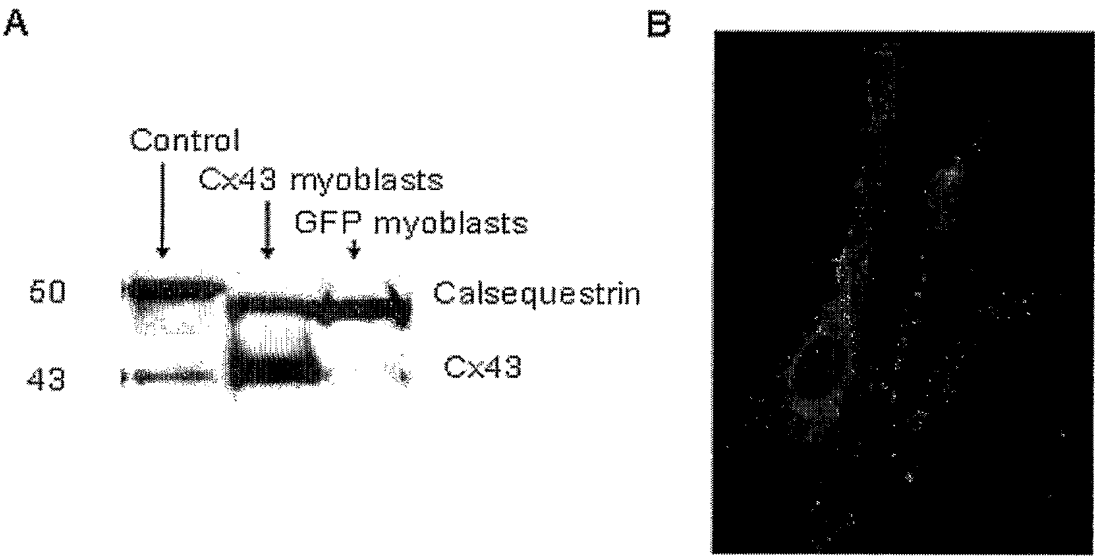 A
B
Control
Cx43 myoblasts
GFP myoblasts
50 Calsequestrin
43 Cx43